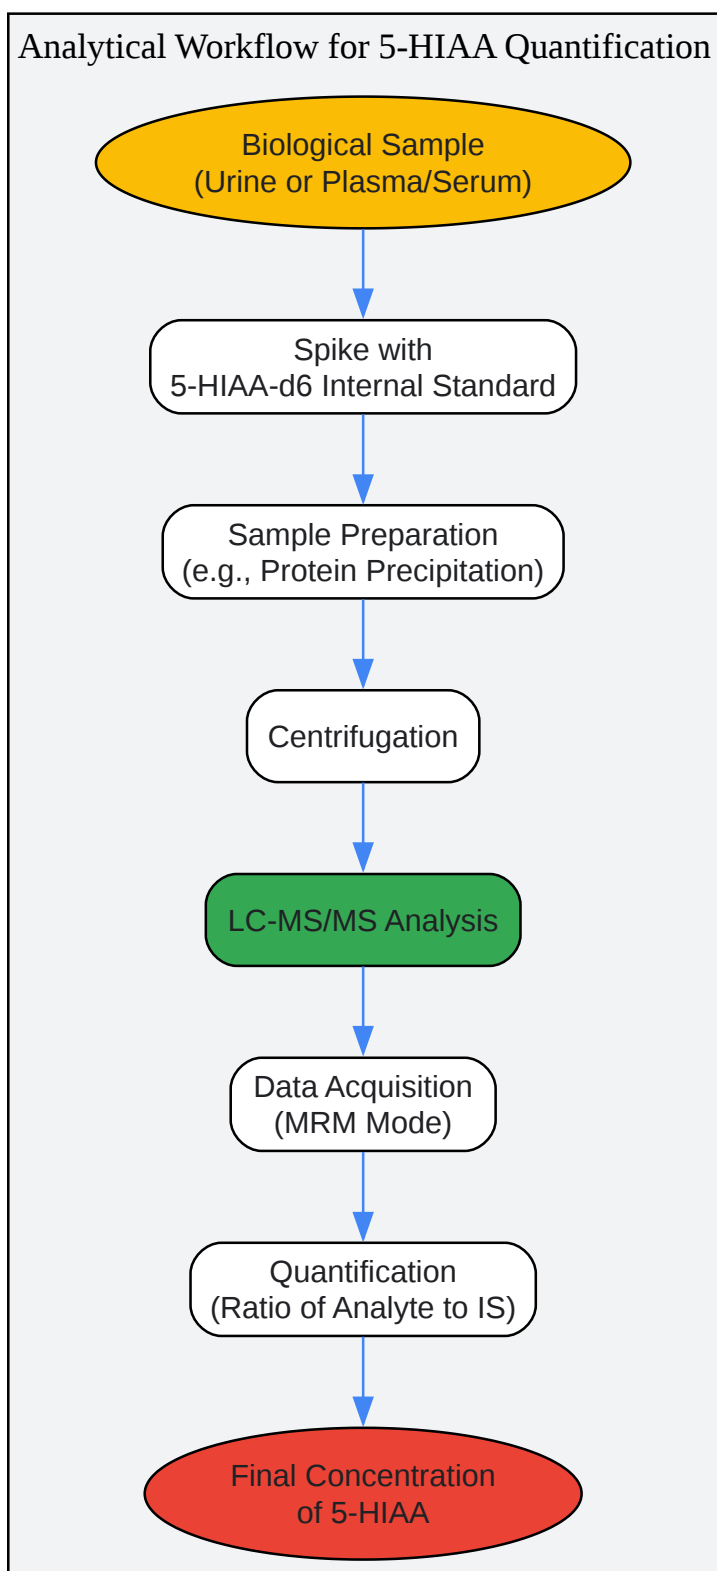 Analytical Workflow for 5-HIAA Quantification
Biological Sample
(Urine or Plasma/Serum)
Spike with
5-HIAA-d6 Internal Standard
Sample Preparation
(e.g., Protein Precipitation)
Centrifugation
LC-MS/MS Analysis
Data Acquisition
(MRM Mode)
Quantification
(Ratio of Analyte to IS)
Final Concentration
of 5-HIAA